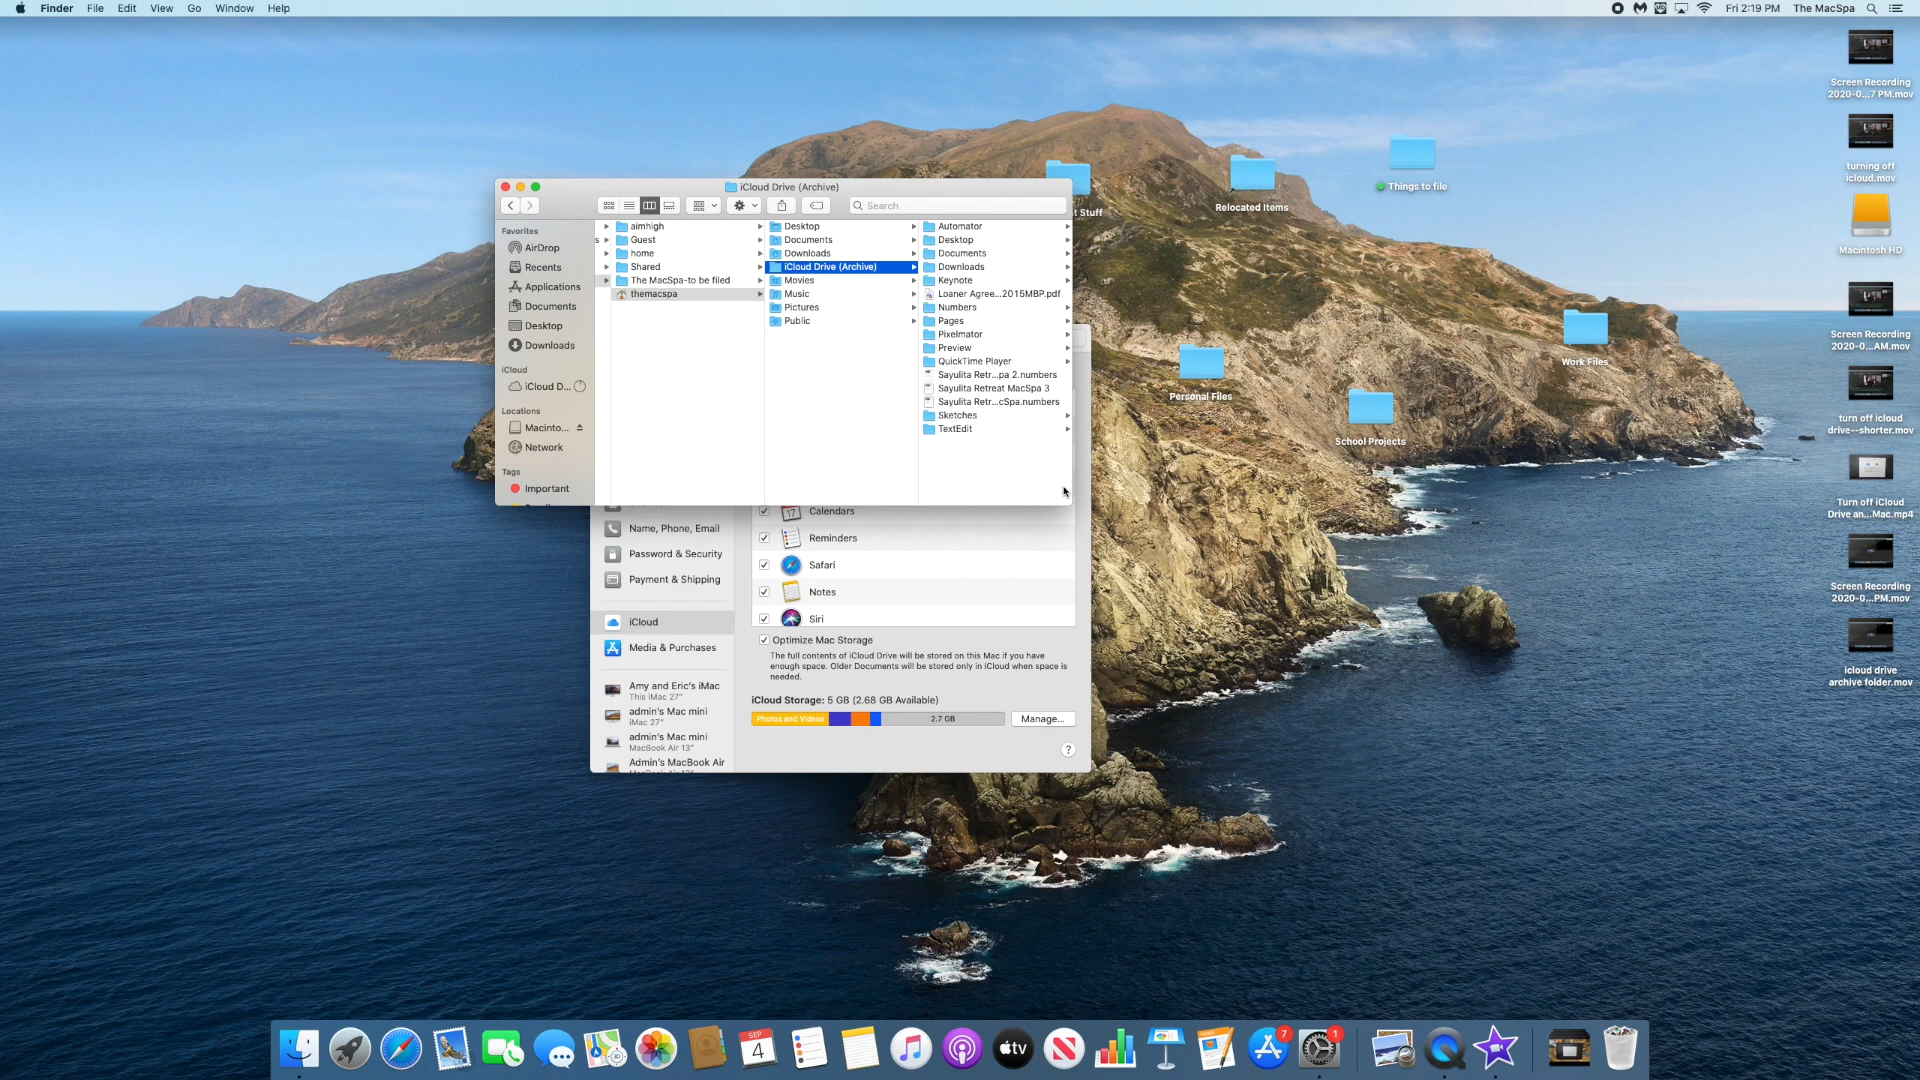 Finder File Edit View Go Window Help
Fri 2:19 PM The MacSpa
iCloud Drive (Archive)
Search
Favorites
AirDrop
Recents
Applications
Documents
Desktop
Downloads
iCloud
iCloud D...
Locations
Macinto...
Network
Tags
Important
s
aimhigh
Guest
home
Shared
The MacSpa-to be filed
themacspa
Desktop
Documents
Downloads
iCloud Drive (Archive)
Movies
Music
Pictures
Public
Automator
Desktop
Documents
Downloads
Keynote
Loaner Agree...2015MBP.pdf
Numbers
Pages
Pixelmator
Preview
QuickTime Player
Sayulita Retr...pa 2.numbers
Sayulita Retreat MacSpa 3
Sayulita Retr...cSpa.numbers
Sketches
TextEdit
Name, Phone, Email
Password & Security
Payment & Shipping
iCloud
Media & Purchases
Amy and Eric's iMac
This iMac 27"
admin's Mac mini
iMac 27"
admin's Mac mini
MacBook Air 13"
Admin's MacBook Air
17
Calendars
Reminders
Safari
Notes
Siri
Optimize Mac Storage
The full contents of iCloud Drive will be stored on this Mac if you have
enough space. Older Documents will be stored only in iCloud when space is
needed.
iCloud Storage: 5 GB (2.68 GB Available)
Photos and Videos
2.7 GB
Manage...
?
t Stuff
Relocated Items
Things to file
Personal Files
School Projects
Work Files
Screen Recording
2020-0...7 PM.mov
turning off
icloud.mov
Macintosh HD
Screen Recording
2020-0...AM.mov
turn off icloud
drive--shorter.mov
Turn off iCloud
Drive an...Mac.mp4
Screen Recording
2020-0...PM.mov
icloud drive
archive folder.mov
SEP
4
tv
7
1